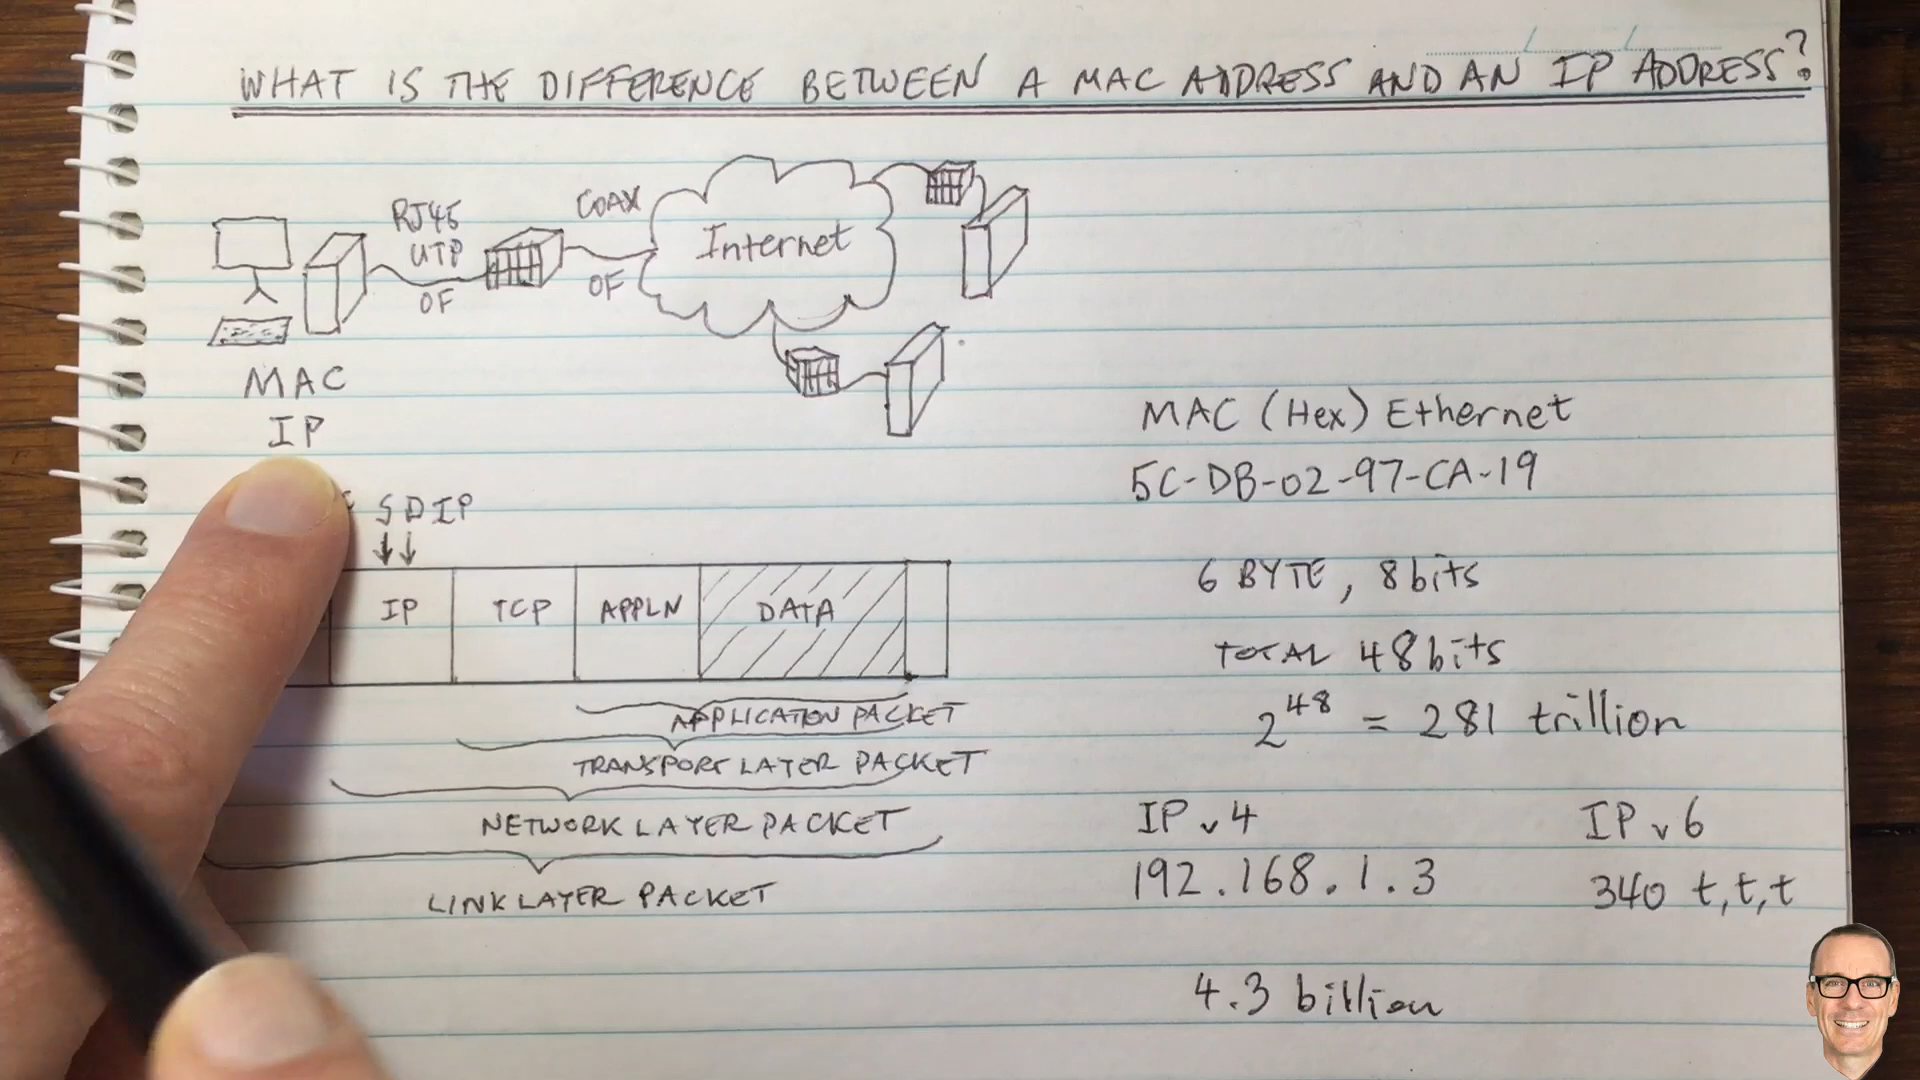 WHAT IS THE DIFFERENCE BETWEEN A MAC ADDRESS AND AN IP ADDRESS?
RJ45
UTP
OF
COAX
OF
Internet
MAC
IP
S D IP
IP TCP APPLN DATA
APPLICATION PACKET
TRANSPORT LAYER PACKET
NETWORK LAYER PACKET
LINK LAYER PACKET
MAC (Hex) Ethernet
5C-DB-02-97-CA-19
6 BYTE, 8 bits
TOTAL 48 bits
2^48 = 281 trillion
IP v 4
192.168.1.3
4.3 billion
IP v 6
340 t, t, t